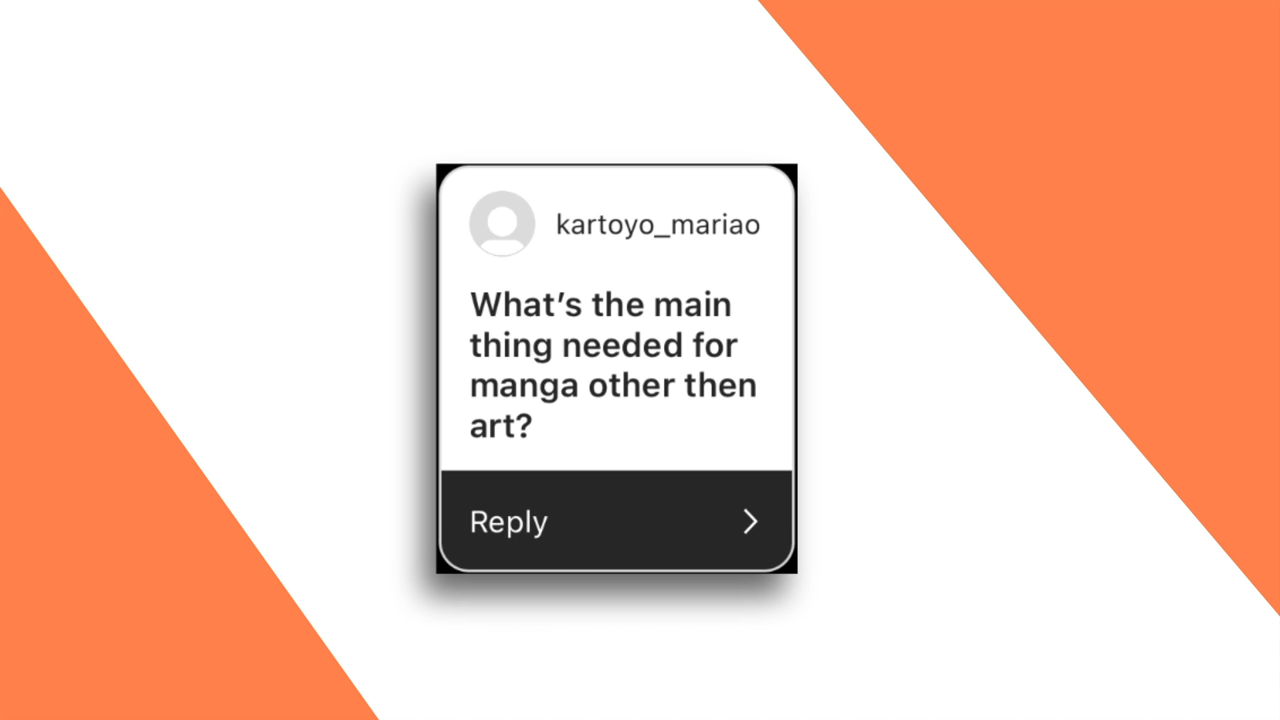 kartoyo_mariao
What’s the main
thing needed for
manga other then
art?
Reply